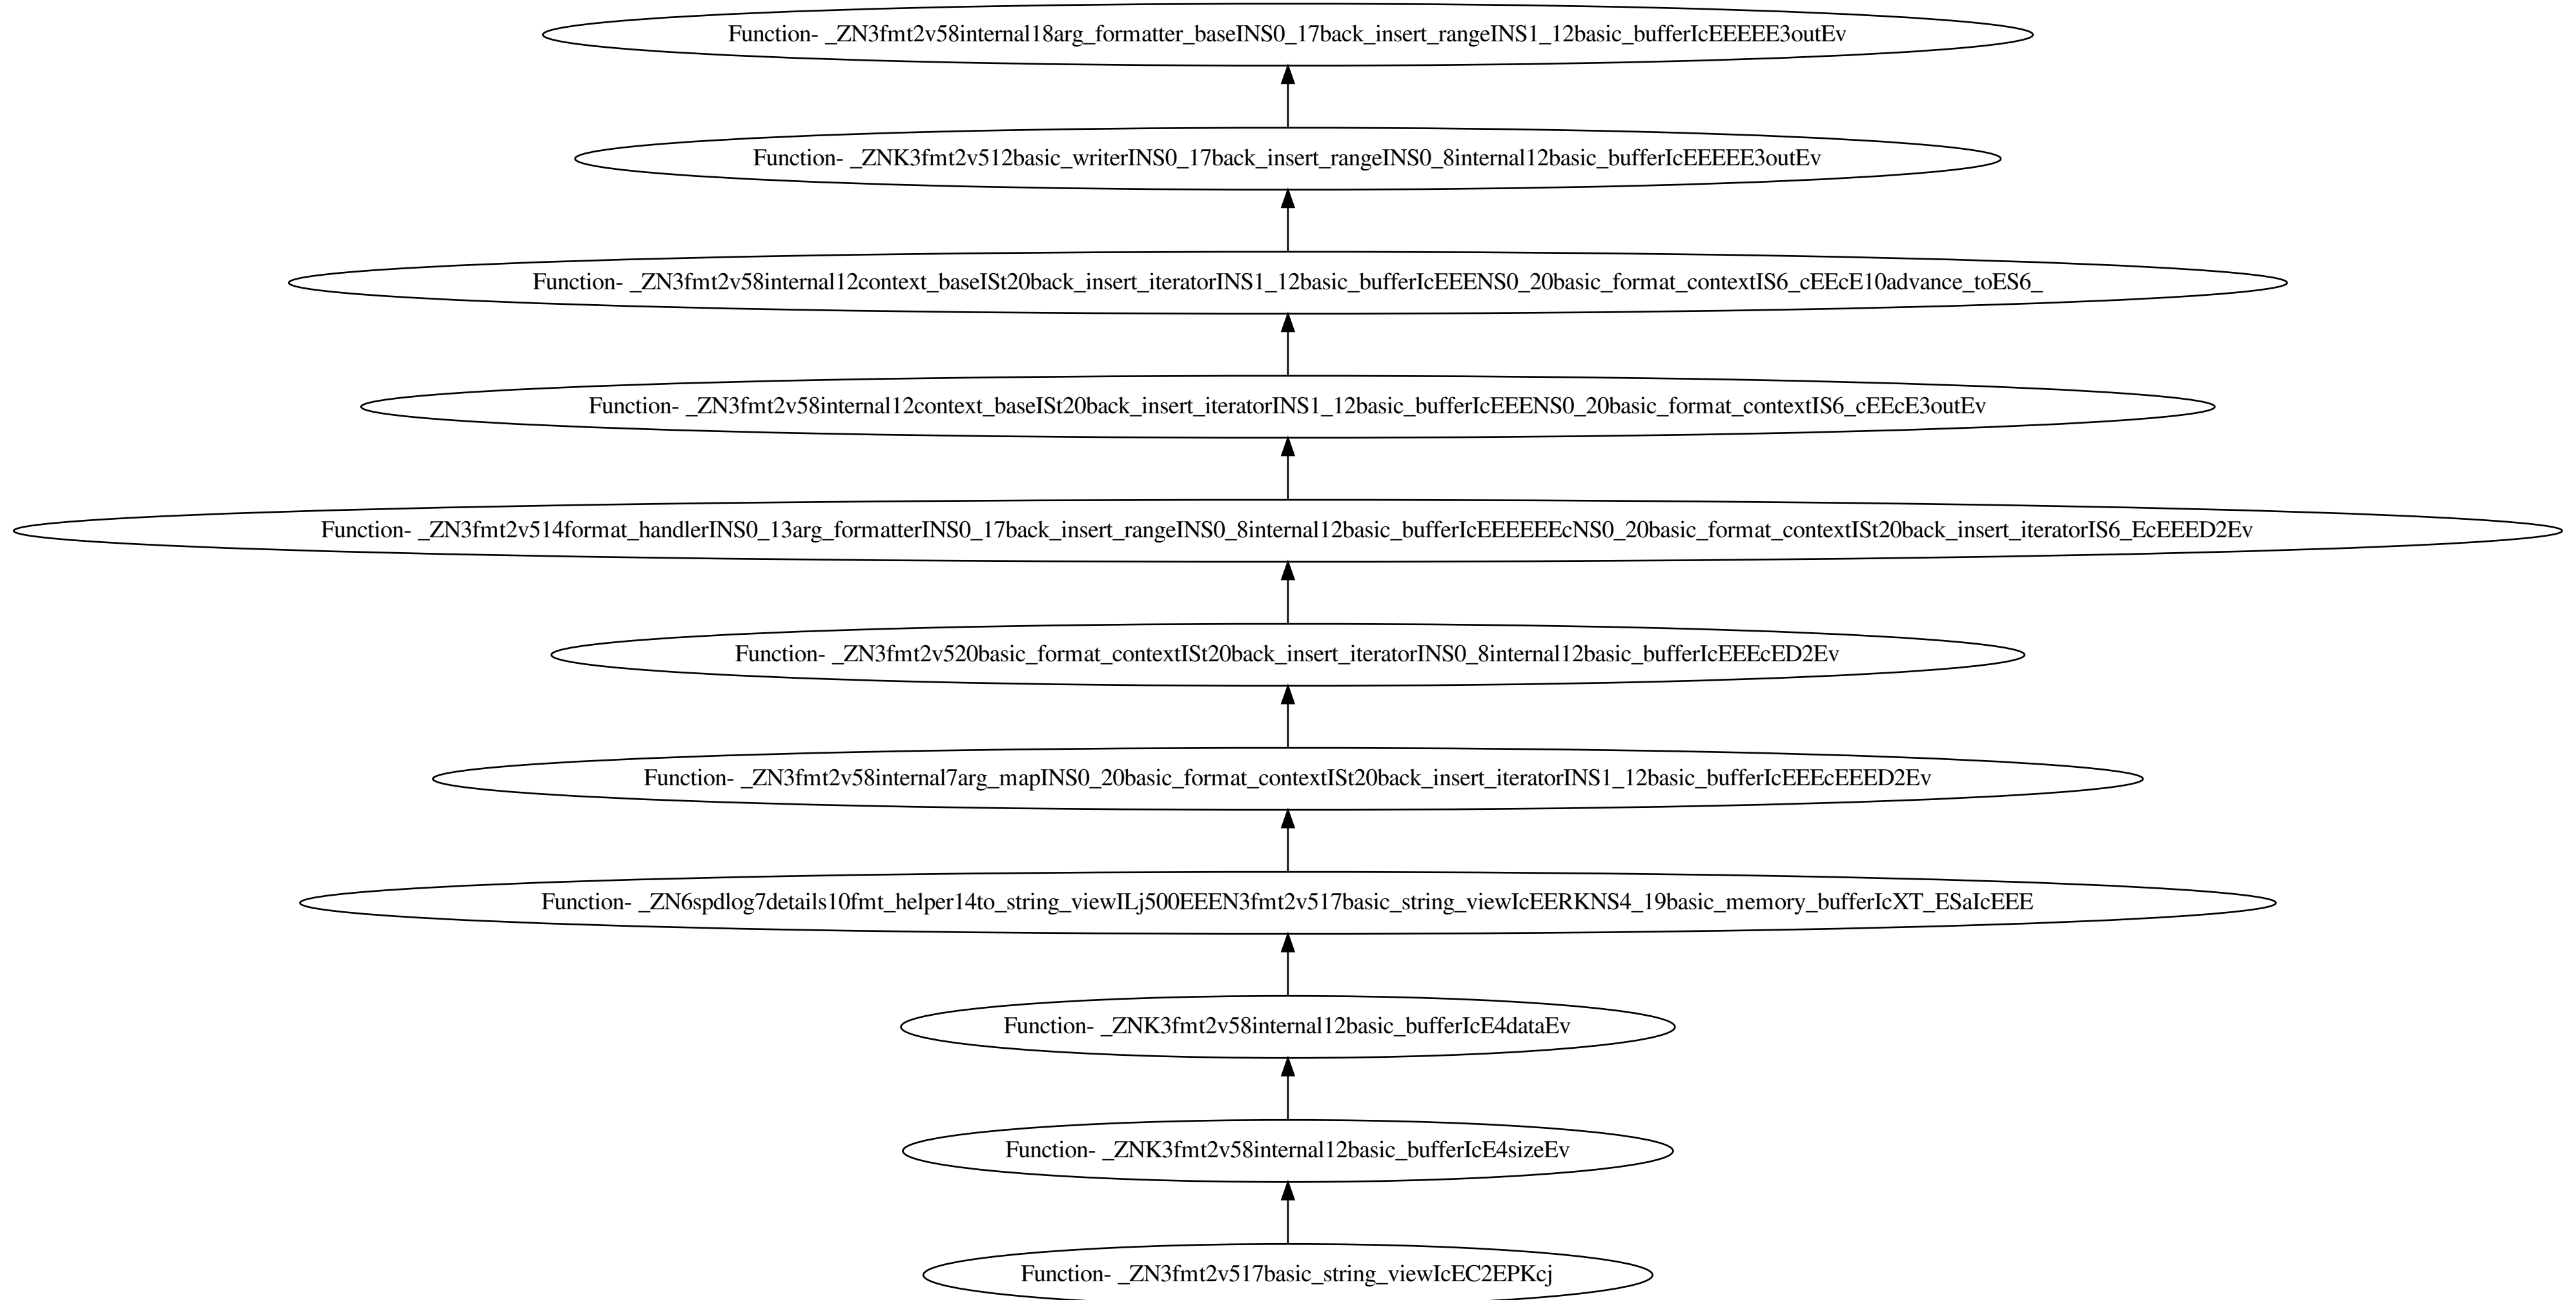 Function- _ZN3fmt2v58internal18arg_formatter_baseINS0_17back_insert_rangeINS1_12basic_bufferIcEEEEE3outEv
Function- _ZNK3fmt2v512basic_writerINS0_17back_insert_rangeINS0_8internal12basic_bufferIcEEEEE3outEv
Function- _ZN3fmt2v58internal12context_baseISt20back_insert_iteratorINS1_12basic_bufferIcEEENS0_20basic_format_contextIS6_cEEcE10advance_toES6_
Function- _ZN3fmt2v58internal12context_baseISt20back_insert_iteratorINS1_12basic_bufferIcEEENS0_20basic_format_contextIS6_cEEcE3outEv
Function- _ZN3fmt2v514format_handlerINS0_13arg_formatterINS0_17back_insert_rangeINS0_8internal12basic_bufferIcEEEEEEcNS0_20basic_format_contextISt20back_insert_iteratorIS6_EcEEED2Ev
Function- _ZN3fmt2v520basic_format_contextISt20back_insert_iteratorINS0_8internal12basic_bufferIcEEEcED2Ev
Function- _ZN3fmt2v58internal7arg_mapINS0_20basic_format_contextISt20back_insert_iteratorINS1_12basic_bufferIcEEEcEEED2Ev
Function- _ZN6spdlog7details10fmt_helper14to_string_viewILj500EEEN3fmt2v517basic_string_viewIcEERKNS4_19basic_memory_bufferIcXT_ESaIcEEE
Function- _ZNK3fmt2v58internal12basic_bufferIcE4dataEv
Function- _ZNK3fmt2v58internal12basic_bufferIcE4sizeEv
Function- _ZN3fmt2v517basic_string_viewIcEC2EPKcj